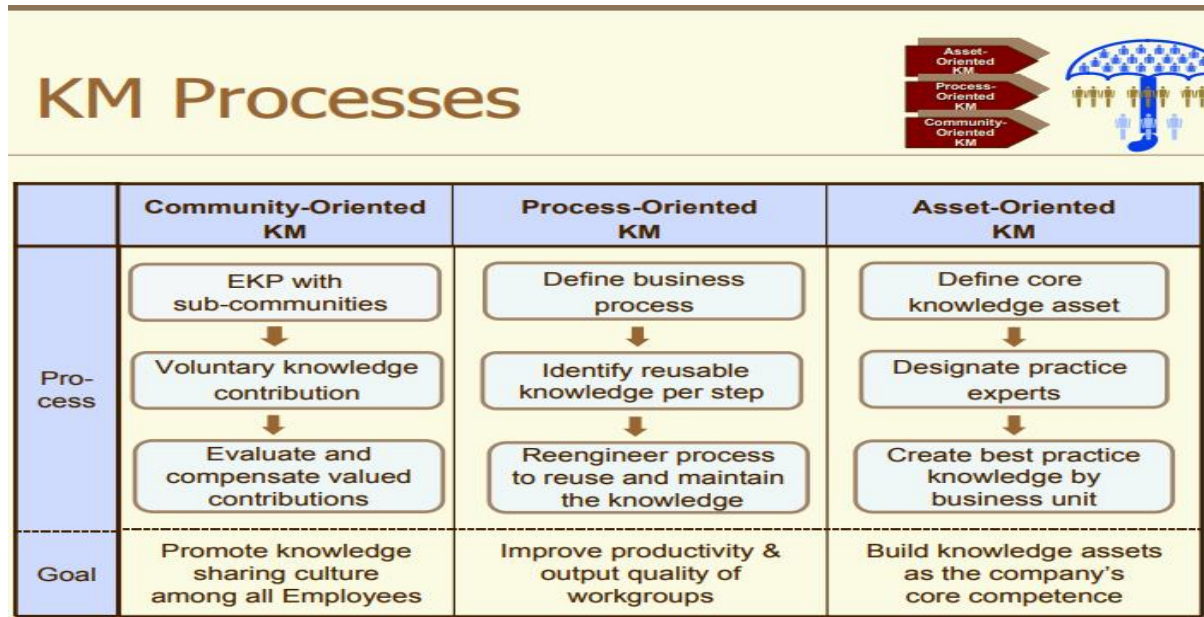 KM Processes
Asset-
Oriented
KM
Process-
Oriented
KM
Community-
Oriented
KM
Community-Oriented
KM
Process-Oriented
KM
Asset-Oriented
KM
Pro-
cess
EKP with
sub-communities
Voluntary knowledge
contribution
Evaluate and
compensate valued
contributions
Define business
process
Identify reusable
knowledge per step
Reengineer process
to reuse and maintain
the knowledge
Define core
knowledge asset
Designate practice
experts
Create best practice
knowledge by
business unit
Goal
Promote knowledge
sharing culture
among all Employees
Improve productivity &
output quality of
workgroups
Build knowledge assets
as the company's
core competence